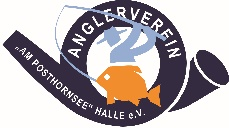 ANGLERVEREIN
„AM POSTHORNSEE“ HALLE e.V.